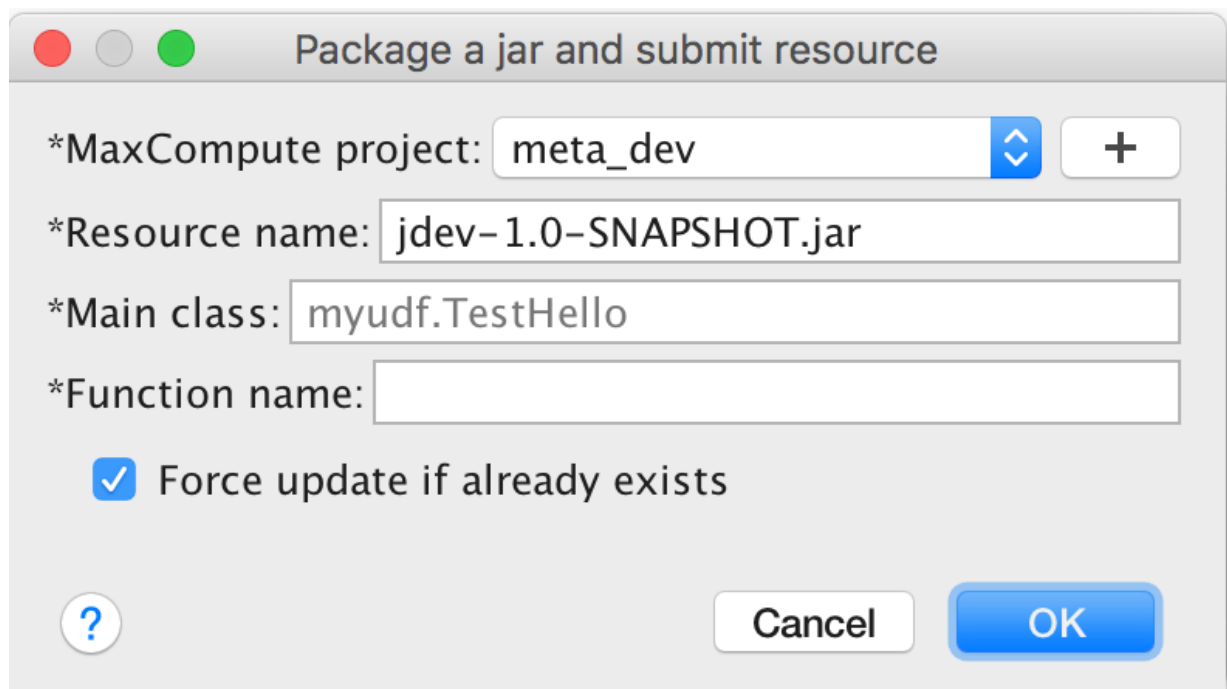 Package a jar and submit resource
*MaxCompute project: meta_dev +
*Resource name: jdev-1.0-SNAPSHOT.jar
*Main class: myudf.TestHello
*Function name:
Force update if already exists
? Cancel OK